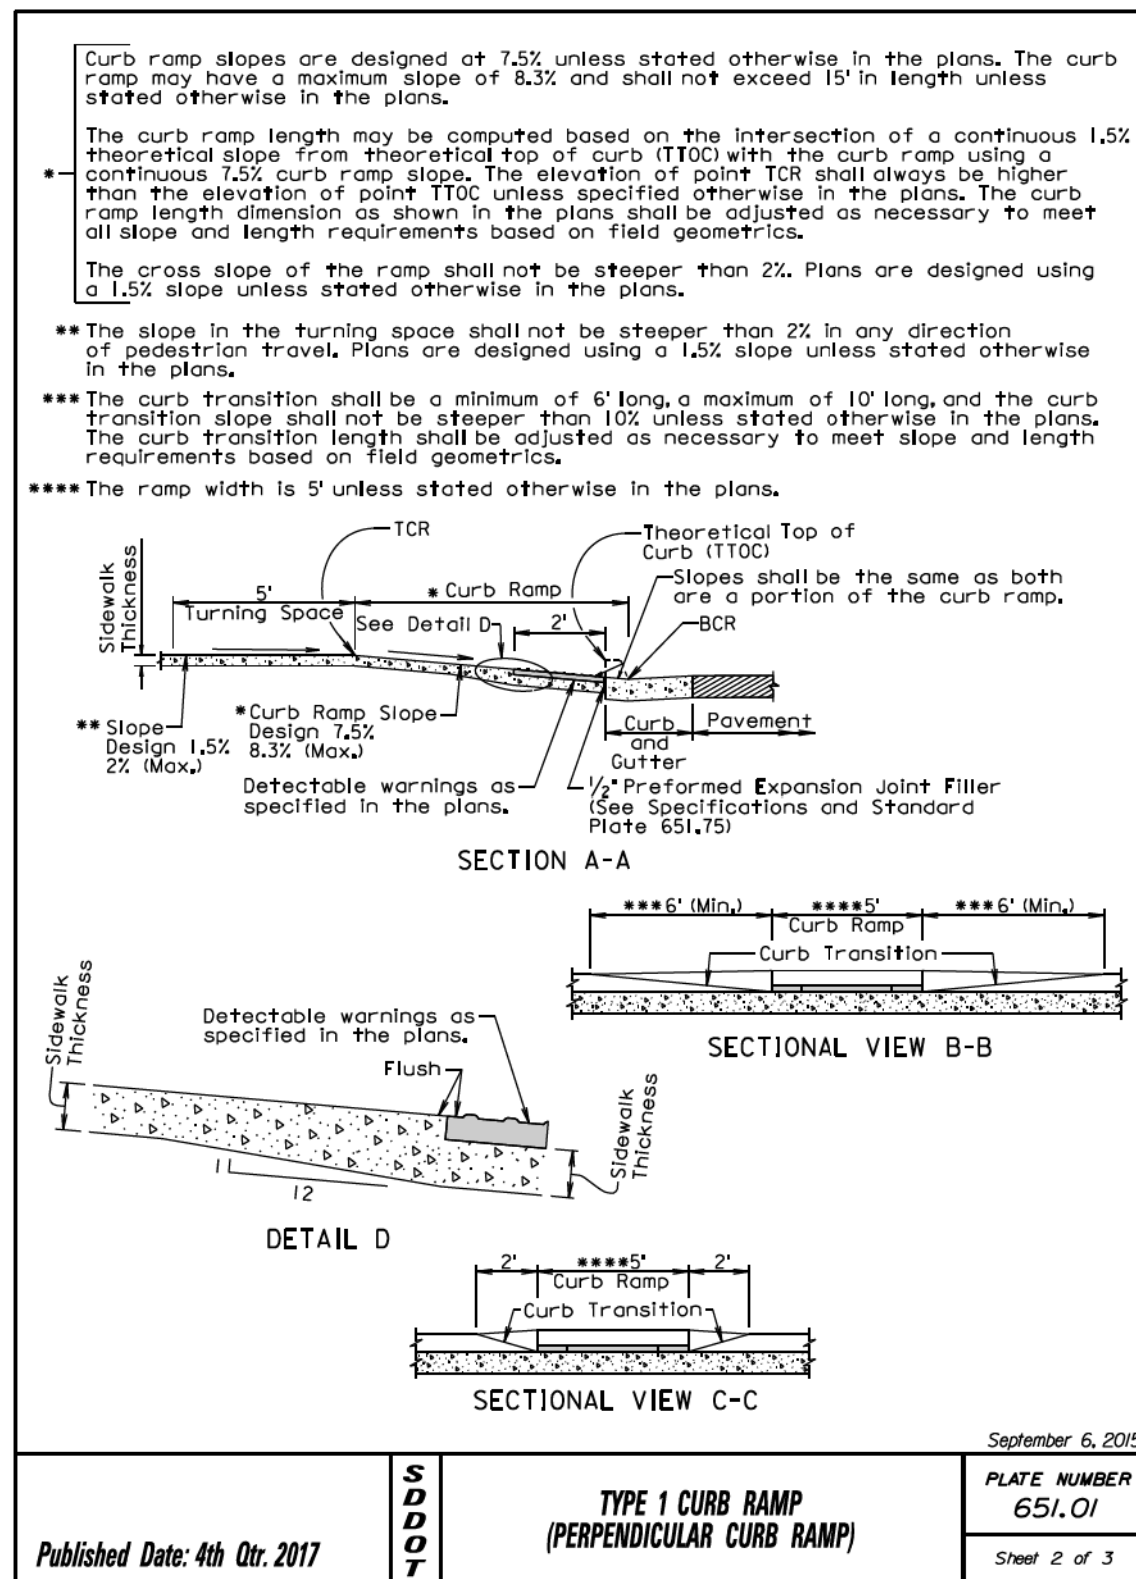 Curb ramp slopes are designed at 7.5% unless stated otherwise in the plans. The curb
ramp may have a maximum slope of 8.3% and shall not exceed 15' in length unless
stated otherwise in the plans.
The curb ramp length may be computed based on the intersection of a continuous 1.5%
theoretical slope from theoretical top of curb (TTOC) with the curb ramp using a
* continuous 7.5% curb ramp slope. The elevation of point TCR shall always be higher
than the elevation of point TTOC unless specified otherwise in the plans. The curb
ramp length dimension as shown in the plans shall be adjusted as necessary to meet
all slope and length requirements based on field geometrics.
The cross slope of the ramp shall not be steeper than 2%. Plans are designed using
a 1.5% slope unless stated otherwise in the plans.
** The slope in the turning space shall not be steeper than 2% in any direction
of pedestrian travel. Plans are designed using a 1.5% slope unless stated otherwise
in the plans.
*** The curb transition shall be a minimum of 6' long, a maximum of 10' long, and the curb
transition slope shall not be steeper than 10% unless stated otherwise in the plans.
The curb transition length shall be adjusted as necessary to meet slope and length
requirements based on field geometrics.
**** The ramp width is 5' unless stated otherwise in the plans.
Sidewalk
Thickness
TCR
5'
Turning Space
* Curb Ramp
See Detail D
2'
Theoretical Top of
Curb (TTOC)
Slopes shall be the same as both
are a portion of the curb ramp.
BCR
** Slope
Design 1.5%
2% (Max.)
* Curb Ramp Slope
Design 7.5%
8.3% (Max.)
Curb
and
Gutter
Pavement
Detectable warnings as
specified in the plans.
1/2" Preformed Expansion Joint Filler
(See Specifications and Standard
Plate 651.75)
SECTION A-A
***6' (Min.)
****5'
***6' (Min.)
Curb Ramp
Curb Transition
SECTIONAL VIEW B-B
Sidewalk
Thickness
Detectable warnings as
specified in the plans.
Flush
Sidewalk
Thickness
1
12
DETAIL D
2'
****5'
2'
Curb Ramp
Curb Transition
SECTIONAL VIEW C-C
September 6, 2015
Published Date: 4th Qtr. 2017
SDDOT
TYPE 1 CURB RAMP
(PERPENDICULAR CURB RAMP)
PLATE NUMBER
651.01
Sheet 2 of 3